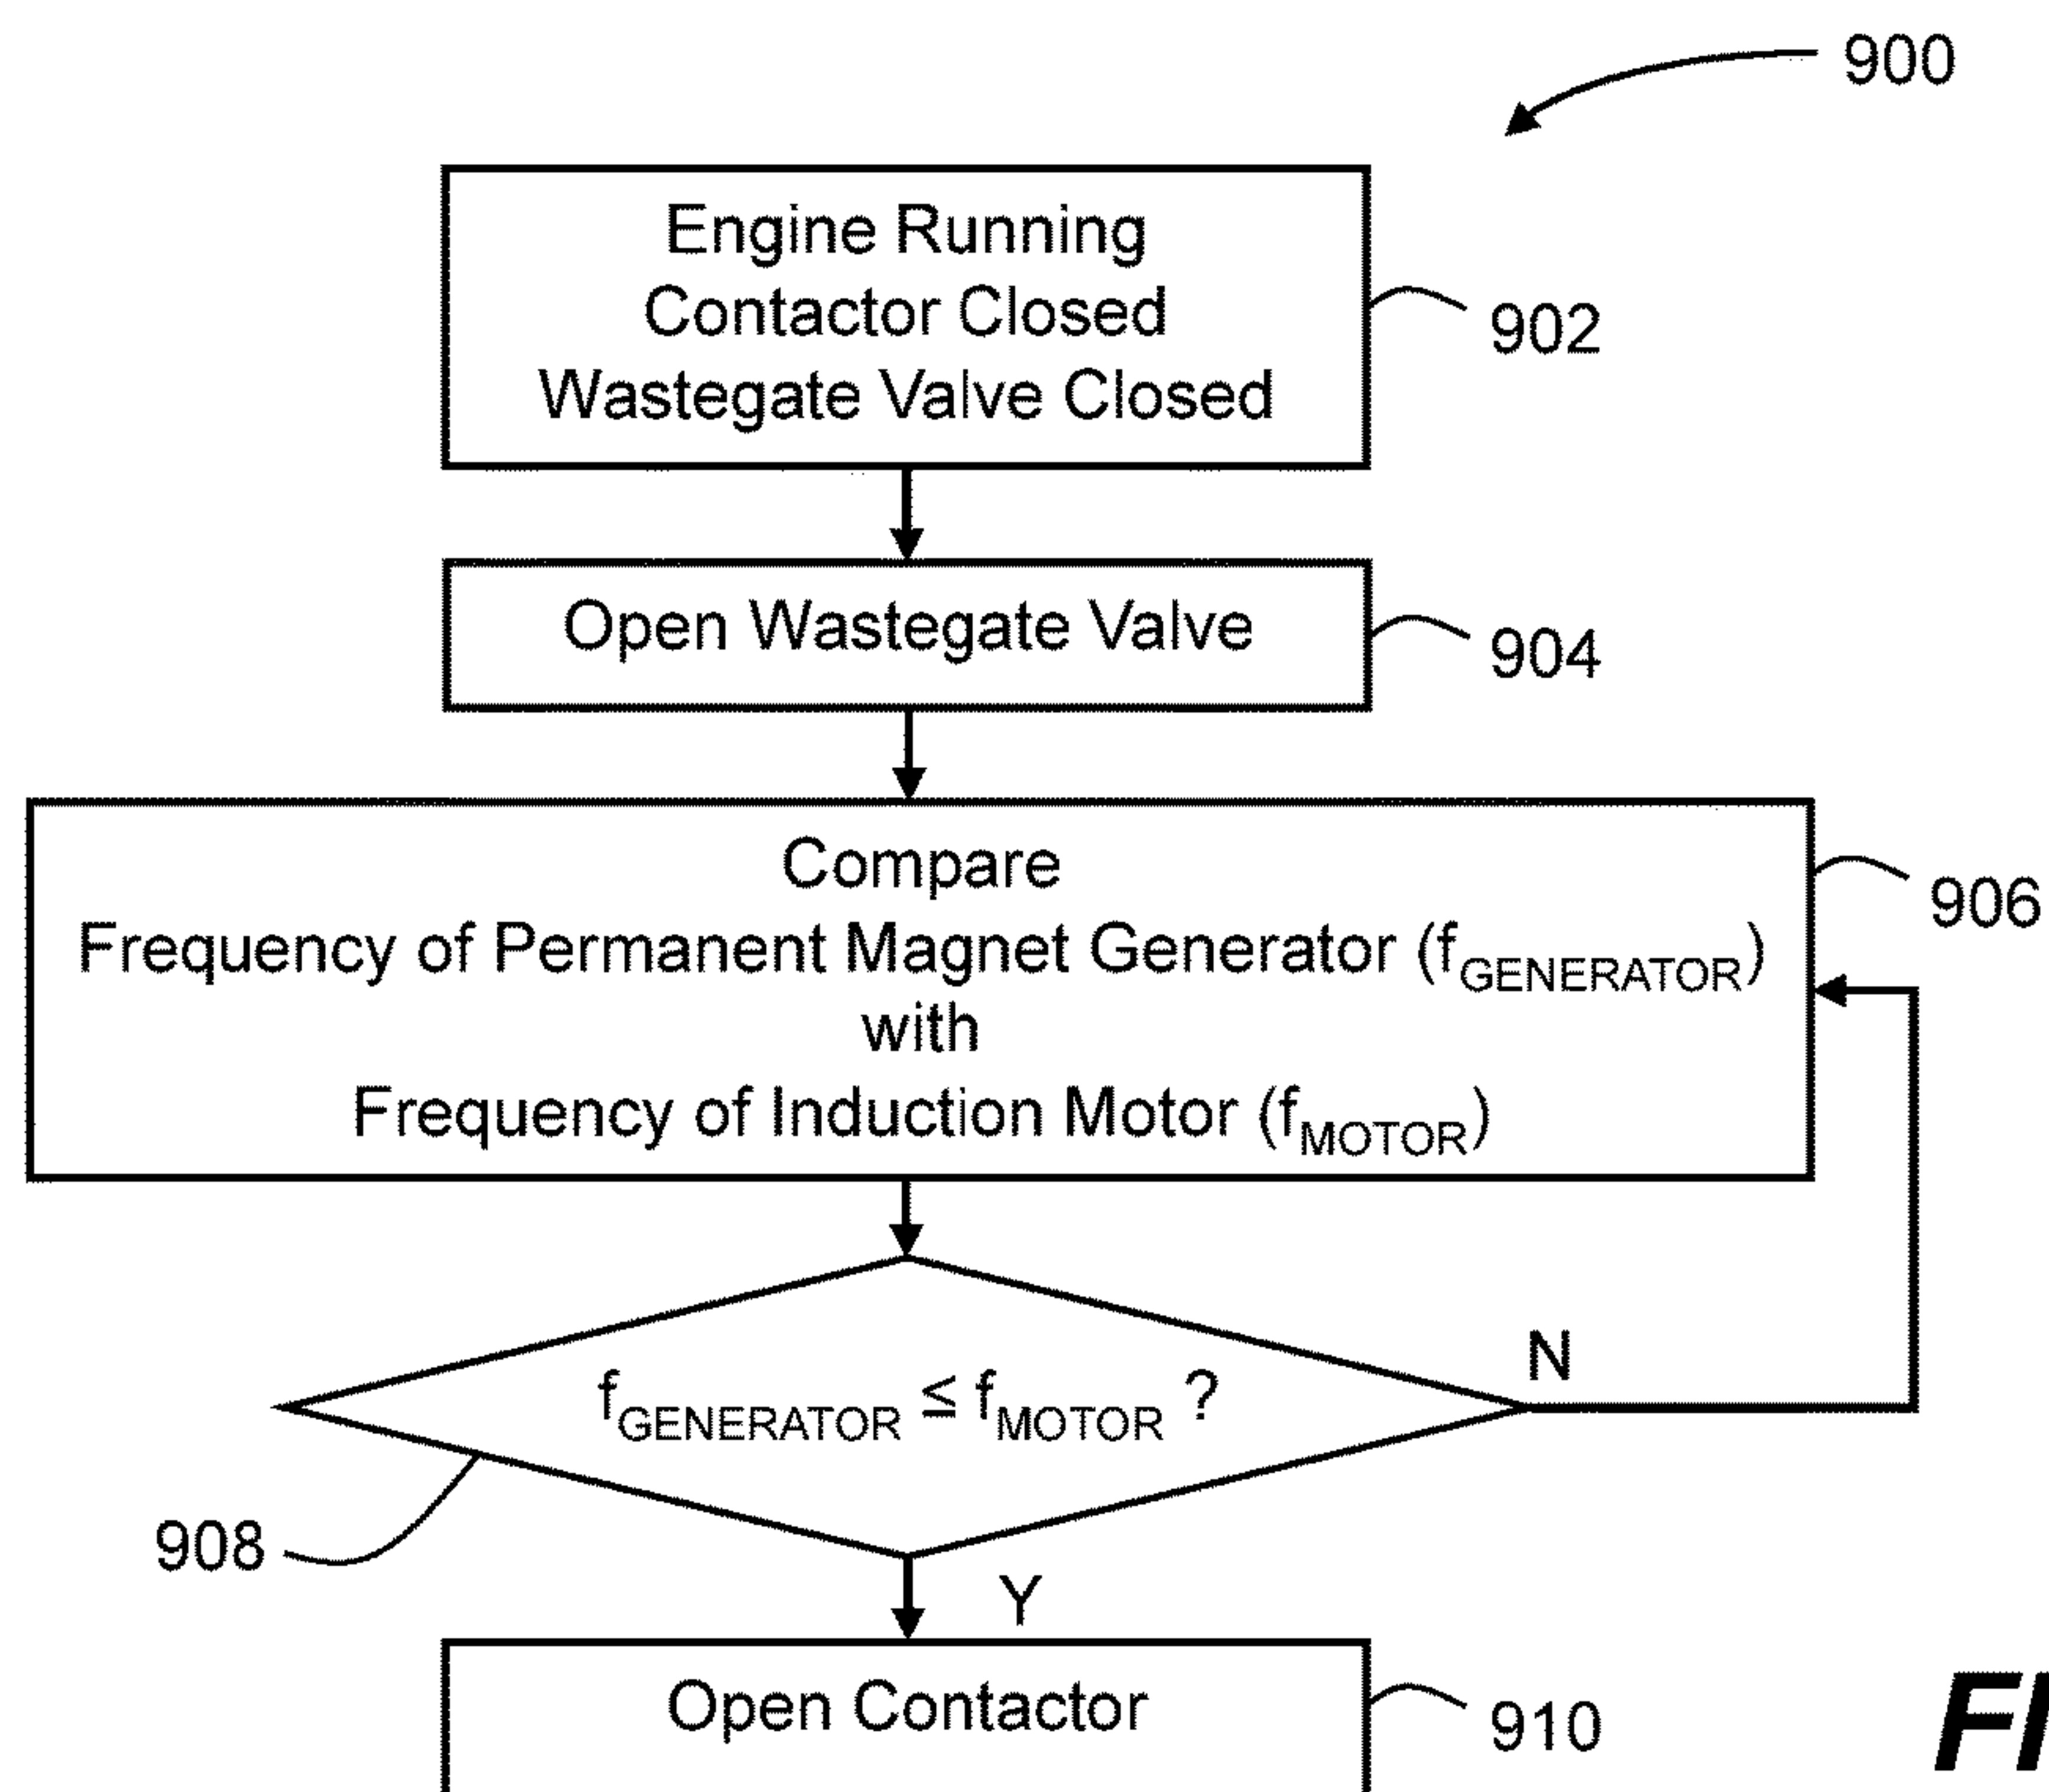 900
Engine Running
Contactor Closed
Wastegate Valve Closed
902
Open Wastegate Valve
904
Compare
Frequency of Permanent Magnet Generator (fGENERATOR)
with
Frequency of Induction Motor (fMOTOR)
906
fGENERATOR ≤ fMOTOR ?
N
908
Y
Open Contactor
910